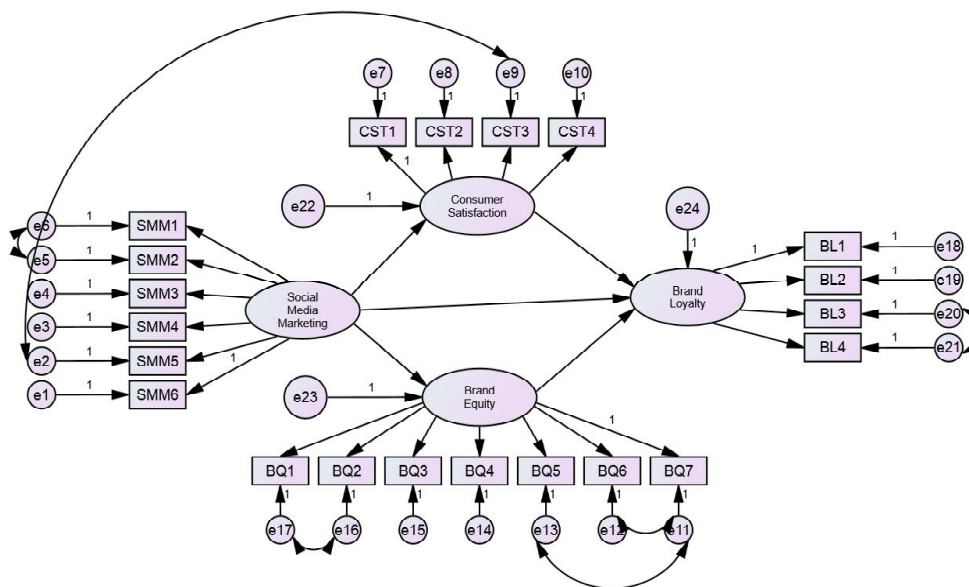 e7 e8 e9 e10
1 1 1 1
CST1 CST2 CST3 CST4
1
e22 1 Consumer
Satisfaction
e24
1
e6 1 SMM1
e5 1 SMM2
e4 1 SMM3
e3 1 SMM4
e2 1 SMM5
e1 1 SMM6
1
Social
Media
Marketing
Brand
Loyalty
1 BL1 1 e18
BL2 1 c19
BL3 1 e20
BL4 1 e21
e23 1 Brand
Equity
1
BQ1 BQ2 BQ3 BQ4 BQ5 BQ6 BQ7
1 1 1 1 1 1 1
e17 e16 e15 e14 e13 e12 e11